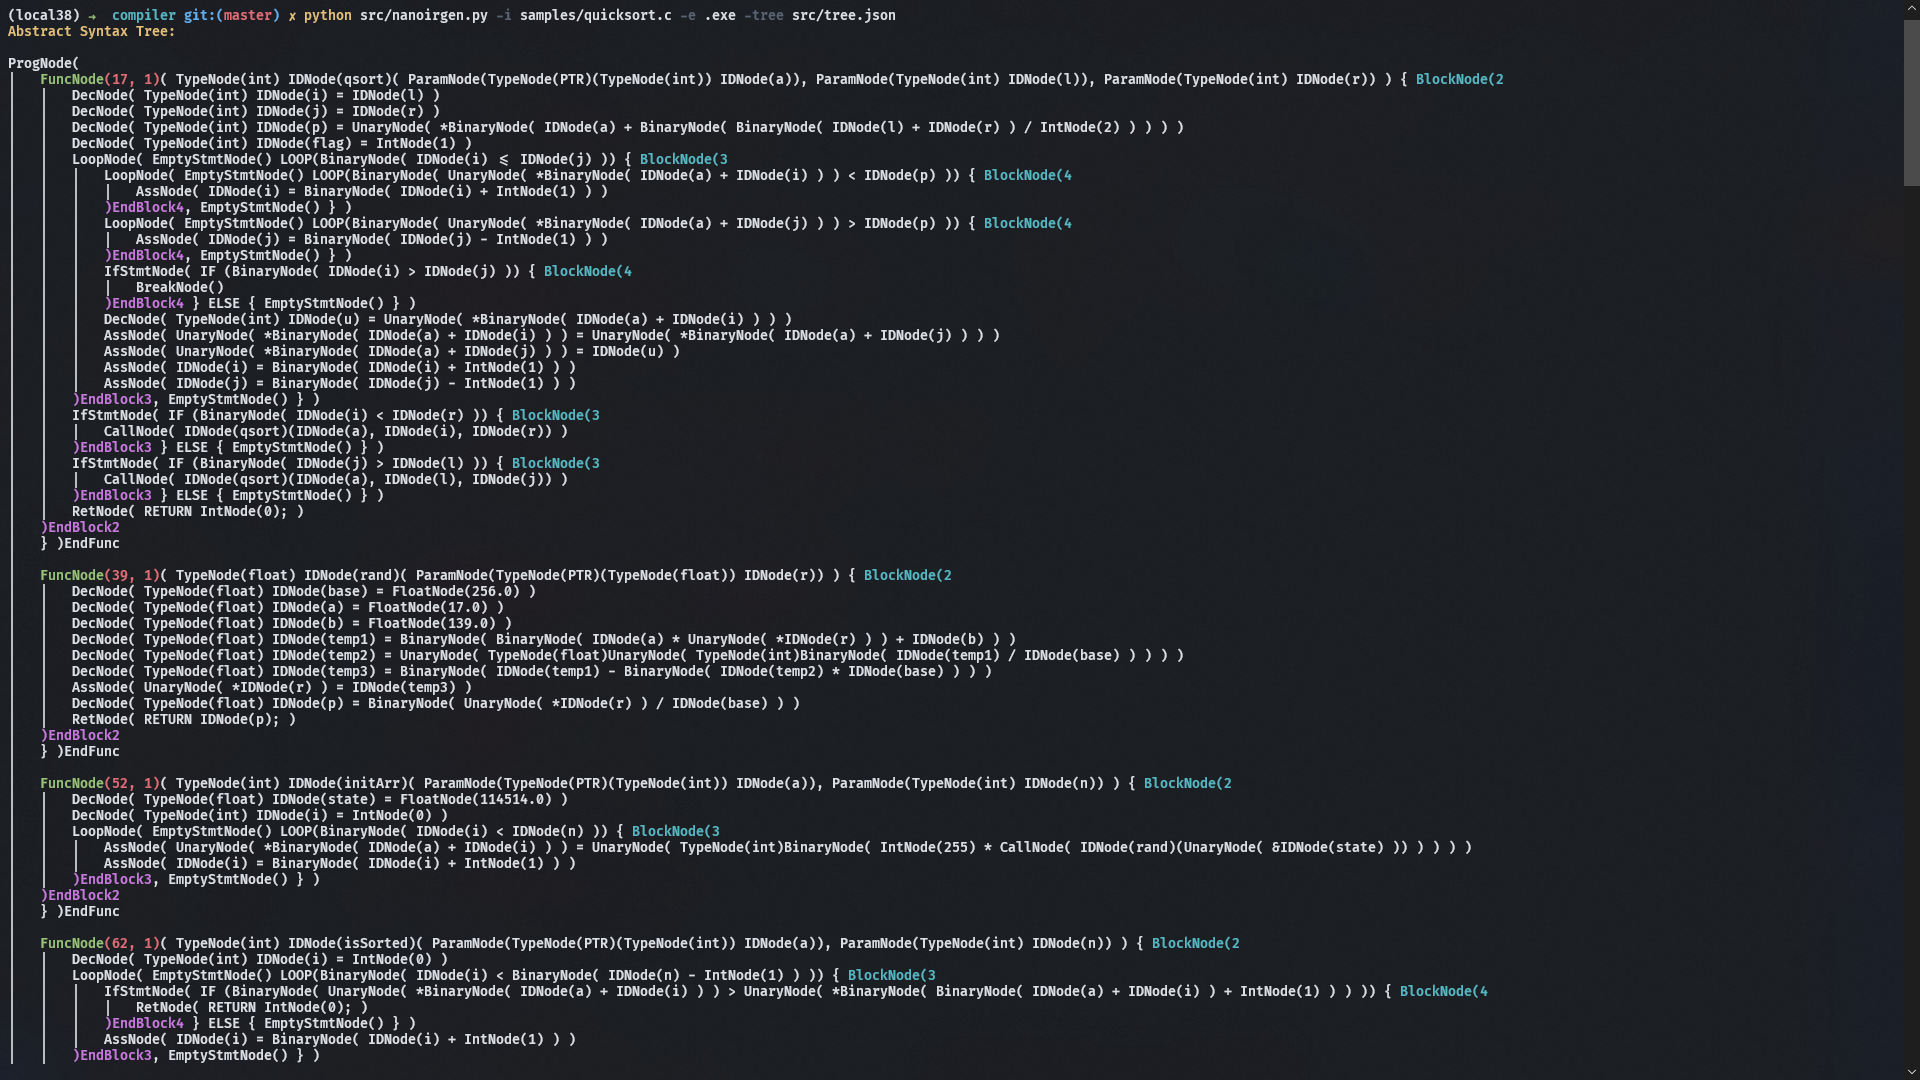 (local38) → compiler git:(master) ✗ python src/nanoirgen.py -i samples/quicksort.c -e .exe -tree src/tree.json
Abstract Syntax Tree:
ProgNode(
FuncNode(17, 1)( TypeNode(int) IDNode(qsort)( ParamNode(TypeNode(PTR)(TypeNode(int)) IDNode(a)), ParamNode(TypeNode(int) IDNode(l)), ParamNode(TypeNode(int) IDNode(r)) ) { BlockNode(2
| | DecNode( TypeNode(int) IDNode(i) = IDNode(l) )
| | DecNode( TypeNode(int) IDNode(j) = IDNode(r) )
| | DecNode( TypeNode(int) IDNode(p) = UnaryNode( *BinaryNode( IDNode(a) + BinaryNode( BinaryNode( IDNode(l) + IDNode(r) ) / IntNode(2) ) ) ) )
| | DecNode( TypeNode(int) IDNode(flag) = IntNode(1) )
| | LoopNode( EmptyStmtNode() LOOP(BinaryNode( IDNode(i) ≤ IDNode(j) )) { BlockNode(3
| | | LoopNode( EmptyStmtNode() LOOP(BinaryNode( UnaryNode( *BinaryNode( IDNode(a) + IDNode(i) ) ) < IDNode(p) )) { BlockNode(4
| | | | AssNode( IDNode(i) = BinaryNode( IDNode(i) + IntNode(1) ) )
| | | )EndBlock4, EmptyStmtNode() } )
| | | LoopNode( EmptyStmtNode() LOOP(BinaryNode( UnaryNode( *BinaryNode( IDNode(a) + IDNode(j) ) ) > IDNode(p) )) { BlockNode(4
| | | | AssNode( IDNode(j) = BinaryNode( IDNode(j) - IntNode(1) ) )
| | | )EndBlock4, EmptyStmtNode() } )
| | | IfStmtNode( IF (BinaryNode( IDNode(i) > IDNode(j) )) { BlockNode(4
| | | | BreakNode()
| | | )EndBlock4 } ELSE { EmptyStmtNode() } )
| | | DecNode( TypeNode(int) IDNode(u) = UnaryNode( *BinaryNode( IDNode(a) + IDNode(i) ) ) )
| | | AssNode( UnaryNode( *BinaryNode( IDNode(a) + IDNode(i) ) ) = UnaryNode( *BinaryNode( IDNode(a) + IDNode(j) ) ) )
| | | AssNode( UnaryNode( *BinaryNode( IDNode(a) + IDNode(j) ) ) = IDNode(u) )
| | | AssNode( IDNode(i) = BinaryNode( IDNode(i) + IntNode(1) ) )
| | | AssNode( IDNode(j) = BinaryNode( IDNode(j) - IntNode(1) ) )
| | )EndBlock3, EmptyStmtNode() } )
| | IfStmtNode( IF (BinaryNode( IDNode(i) < IDNode(r) )) { BlockNode(3
| | | CallNode( IDNode(qsort)(IDNode(a), IDNode(i), IDNode(r)) )
| | )EndBlock3 } ELSE { EmptyStmtNode() } )
| | IfStmtNode( IF (BinaryNode( IDNode(j) > IDNode(l) )) { BlockNode(3
| | | CallNode( IDNode(qsort)(IDNode(a), IDNode(l), IDNode(j)) )
| | )EndBlock3 } ELSE { EmptyStmtNode() } )
| | RetNode( RETURN IntNode(0); )
| )EndBlock2
| } )EndFunc
| FuncNode(39, 1)( TypeNode(float) IDNode(rand)( ParamNode(TypeNode(PTR)(TypeNode(float)) IDNode(r)) ) { BlockNode(2
| | DecNode( TypeNode(float) IDNode(base) = FloatNode(256.0) )
| | DecNode( TypeNode(float) IDNode(a) = FloatNode(17.0) )
| | DecNode( TypeNode(float) IDNode(b) = FloatNode(139.0) )
| | DecNode( TypeNode(float) IDNode(temp1) = BinaryNode( BinaryNode( IDNode(a) * UnaryNode( *IDNode(r) ) ) + IDNode(b) ) )
| | DecNode( TypeNode(float) IDNode(temp2) = UnaryNode( TypeNode(float)UnaryNode( TypeNode(int)BinaryNode( IDNode(temp1) / IDNode(base) ) ) ) )
| | DecNode( TypeNode(float) IDNode(temp3) = BinaryNode( IDNode(temp1) - BinaryNode( IDNode(temp2) * IDNode(base) ) ) )
| | AssNode( UnaryNode( *IDNode(r) ) = IDNode(temp3) )
| | DecNode( TypeNode(float) IDNode(p) = BinaryNode( UnaryNode( *IDNode(r) ) / IDNode(base) ) )
| | RetNode( RETURN IDNode(p); )
| )EndBlock2
| } )EndFunc
| FuncNode(52, 1)( TypeNode(int) IDNode(initArr)( ParamNode(TypeNode(PTR)(TypeNode(int)) IDNode(a)), ParamNode(TypeNode(int) IDNode(n)) ) { BlockNode(2
| | DecNode( TypeNode(float) IDNode(state) = FloatNode(114514.0) )
| | DecNode( TypeNode(int) IDNode(i) = IntNode(0) )
| | LoopNode( EmptyStmtNode() LOOP(BinaryNode( IDNode(i) < IDNode(n) )) { BlockNode(3
| | | AssNode( UnaryNode( *BinaryNode( IDNode(a) + IDNode(i) ) ) = UnaryNode( TypeNode(int)BinaryNode( IntNode(255) * CallNode( IDNode(rand)(UnaryNode( &IDNode(state) )) ) ) ) )
| | | AssNode( IDNode(i) = BinaryNode( IDNode(i) + IntNode(1) ) )
| | )EndBlock3, EmptyStmtNode() } )
| )EndBlock2
| } )EndFunc
| FuncNode(62, 1)( TypeNode(int) IDNode(isSorted)( ParamNode(TypeNode(PTR)(TypeNode(int)) IDNode(a)), ParamNode(TypeNode(int) IDNode(n)) ) { BlockNode(2
| | DecNode( TypeNode(int) IDNode(i) = IntNode(0) )
| | LoopNode( EmptyStmtNode() LOOP(BinaryNode( IDNode(i) < BinaryNode( IDNode(n) - IntNode(1) ) )) { BlockNode(3
| | | IfStmtNode( IF (BinaryNode( UnaryNode( *BinaryNode( IDNode(a) + IDNode(i) ) ) > UnaryNode( *BinaryNode( BinaryNode( IDNode(a) + IDNode(i) ) + IntNode(1) ) ) )) { BlockNode(4
| | | | RetNode( RETURN IntNode(0); )
| | | )EndBlock4 } ELSE { EmptyStmtNode() } )
| | | AssNode( IDNode(i) = BinaryNode( IDNode(i) + IntNode(1) ) )
| | )EndBlock3, EmptyStmtNode() } )